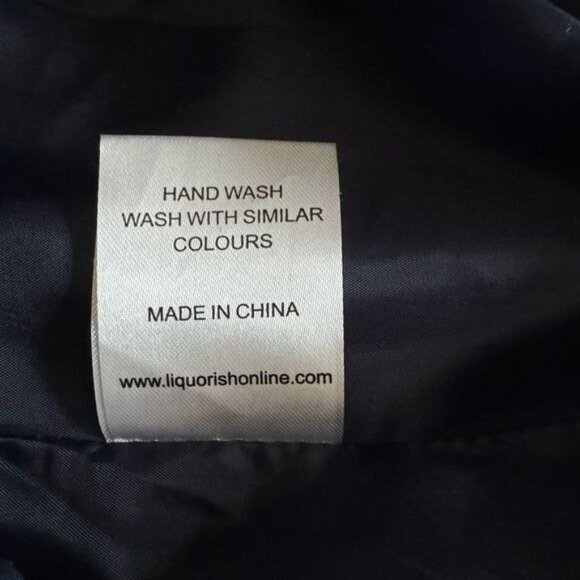 HAND WASH
WASH WITH SIMILAR
COLOURS
MADE IN CHINA
www.liquorishonline.com